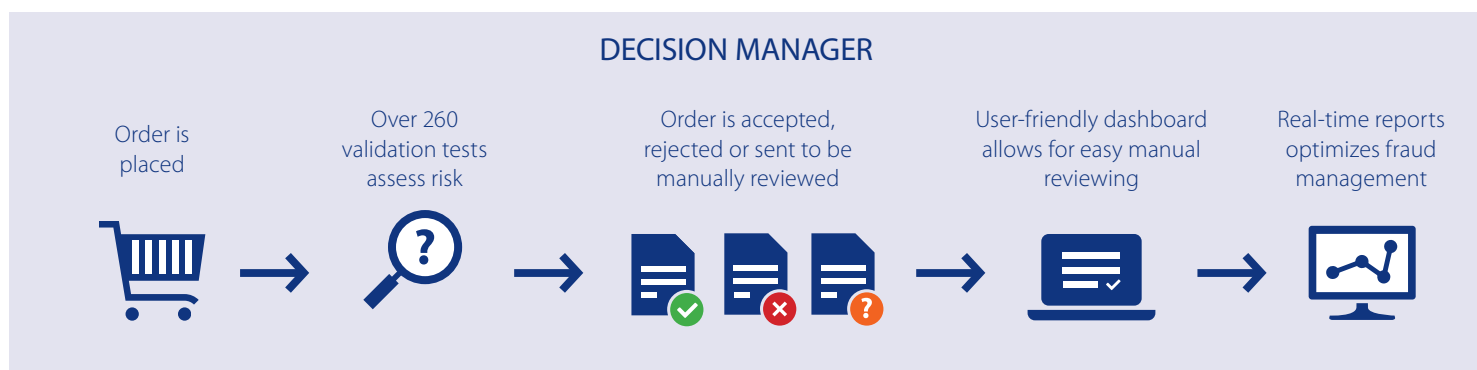 DECISION MANAGER
Order is
placed
Over 260
validation tests
assess risk
Order is accepted,
rejected or sent to be
manually reviewed
User-friendly dashboard
allows for easy manual
reviewing
Real-time reports
optimizes fraud
management
?
?